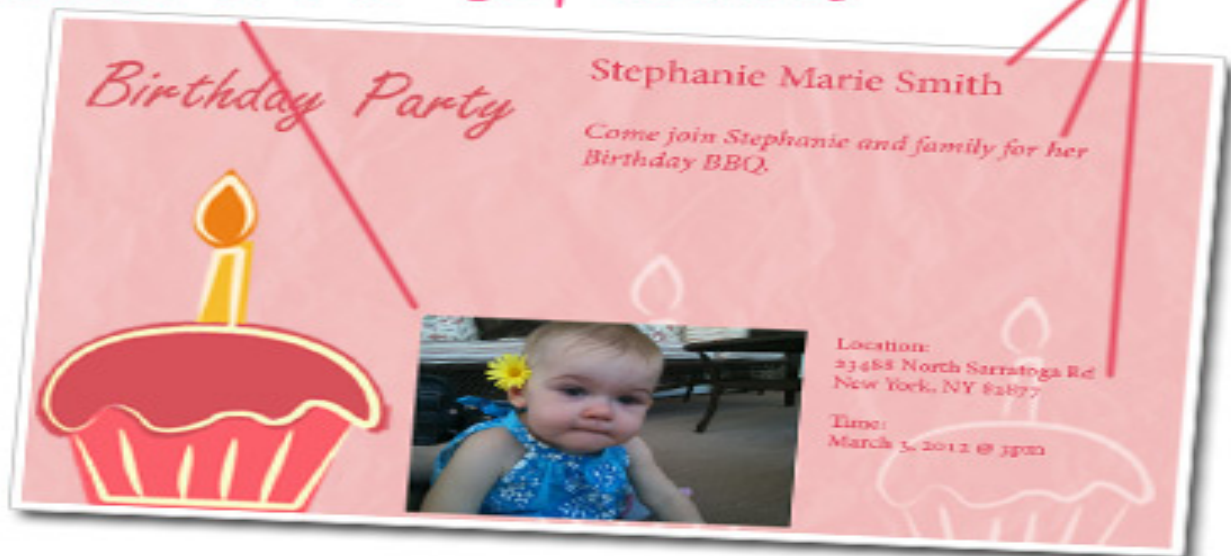 Birthday Party
Stephanie Marie Smith
Come join Stephanie and family for her
Birthday BBQ.
Location:
23488 North Sarratoga Rd
New York, NY 82877
Time:
March 3, 2012 @ 3pm